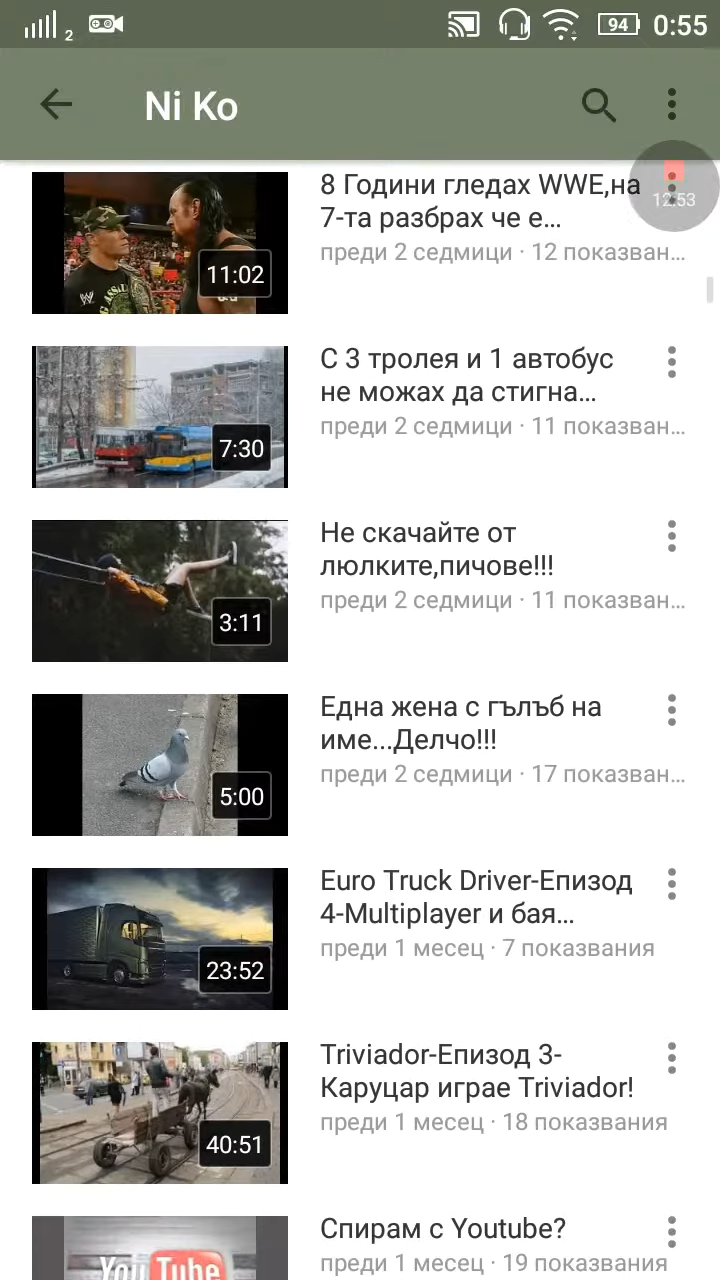 2
94
0:55
Ni Ko
12:53
8 Години гледах WWE,на
7-та разбрах че е...
преди 2 седмици · 12 показван...
11:02
С 3 тролея и 1 автобус
не можах да стигна...
преди 2 седмици · 11 показван...
7:30
Не скачайте от
люлките,пичове!!!
преди 2 седмици · 11 показван...
3:11
Една жена с гълъб на
име...Делчо!!!
преди 2 седмици · 17 показван...
5:00
Euro Truck Driver-Епизод
4-Multiplayer и бая...
преди 1 месец · 7 показвания
23:52
Triviador-Епизод 3-
Каруцар играе Triviador!
преди 1 месец · 18 показвания
40:51
Спирам с Youtube?
преди 1 месец · 19 показвания
YouTube